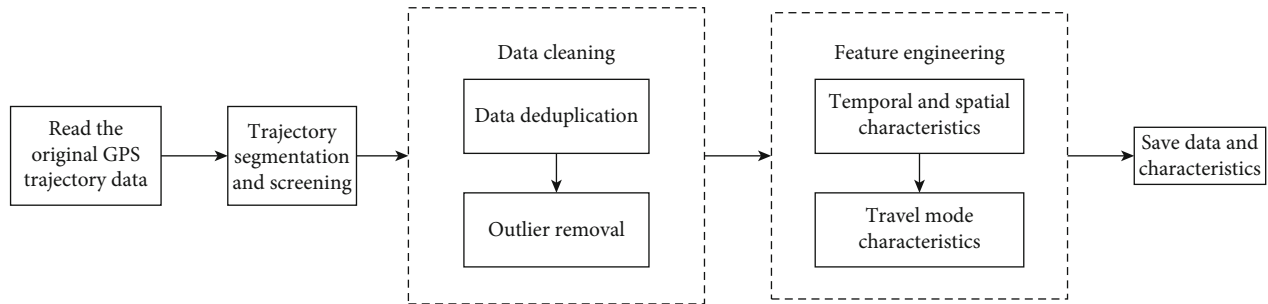 Read the
original GPS
trajectory data
Trajectory
segmentation
and screening
Data cleaning
Data deduplication
Outlier removal
Feature engineering
Temporal and spatial
characteristics
Travel mode
characteristics
Save data and
characteristics